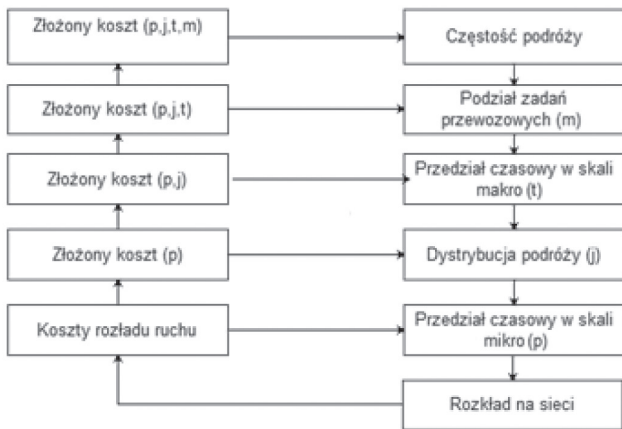 Złożony koszt (p,j,t,m)
Częstość podróży
Złożony koszt (p,j,t)
Podział zadań
przewozowych (m)
Złożony koszt (p,j)
Przedział czasowy w skali
makro (t)
Złożony koszt (p)
Dystrybucja podróży (j)
Koszty rozładu ruchu
Przedział czasowy w skali
mikro (p)
Rozkład na sieci